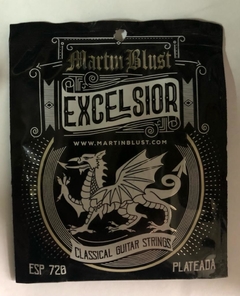 Martin Blust
EXCELSIOR
WWW.MARTINBLUST.COM
CLASSICAL GUITAR STRINGS
ESP 720
PLATEADA